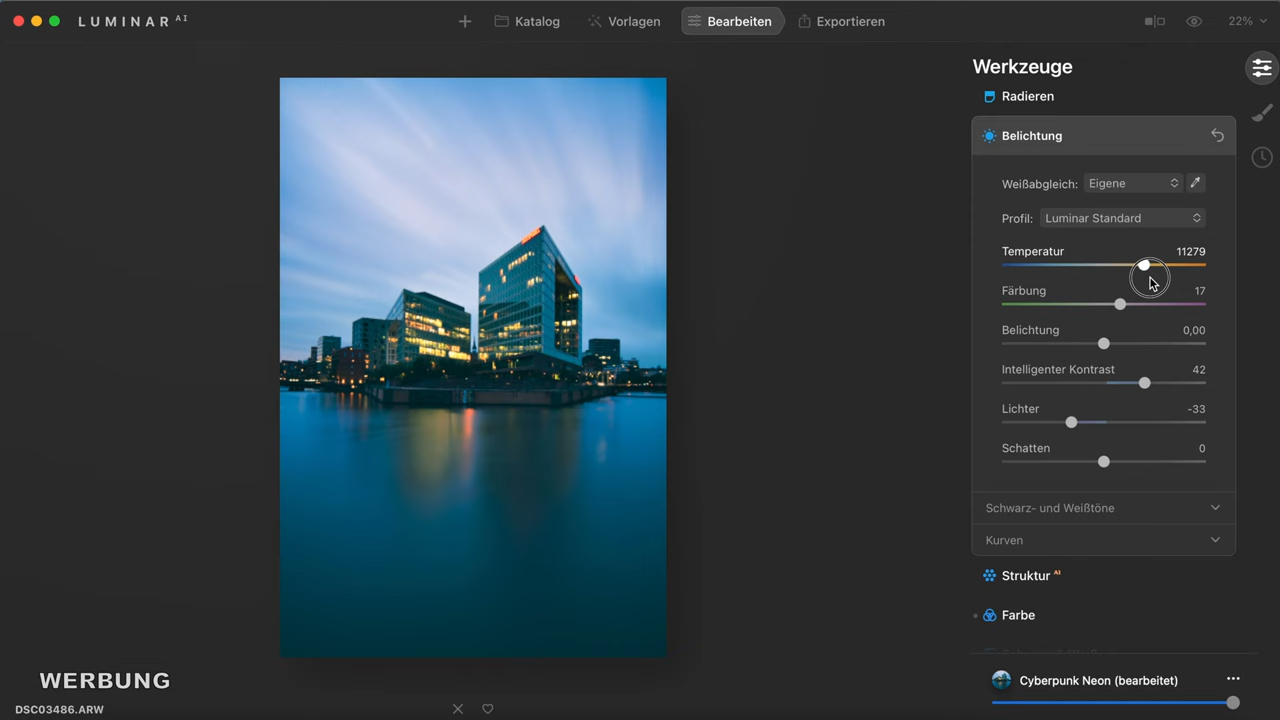 LUMINAR AI
Katalog
Vorlagen
Bearbeiten
Exportieren
22%
Werkzeuge
Radieren
Belichtung
Weißabgleich: Eigene
Profil: Luminar Standard
Temperatur 11279
Färbung 17
Belichtung 0,00
Intelligenter Kontrast 42
Lichter -33
Schatten 0
Schwarz- und Weißtöne
Kurven
Struktur AI
Farbe
Cyberpunk Neon (bearbeitet)
WERBUNG
DSC03486.ARW